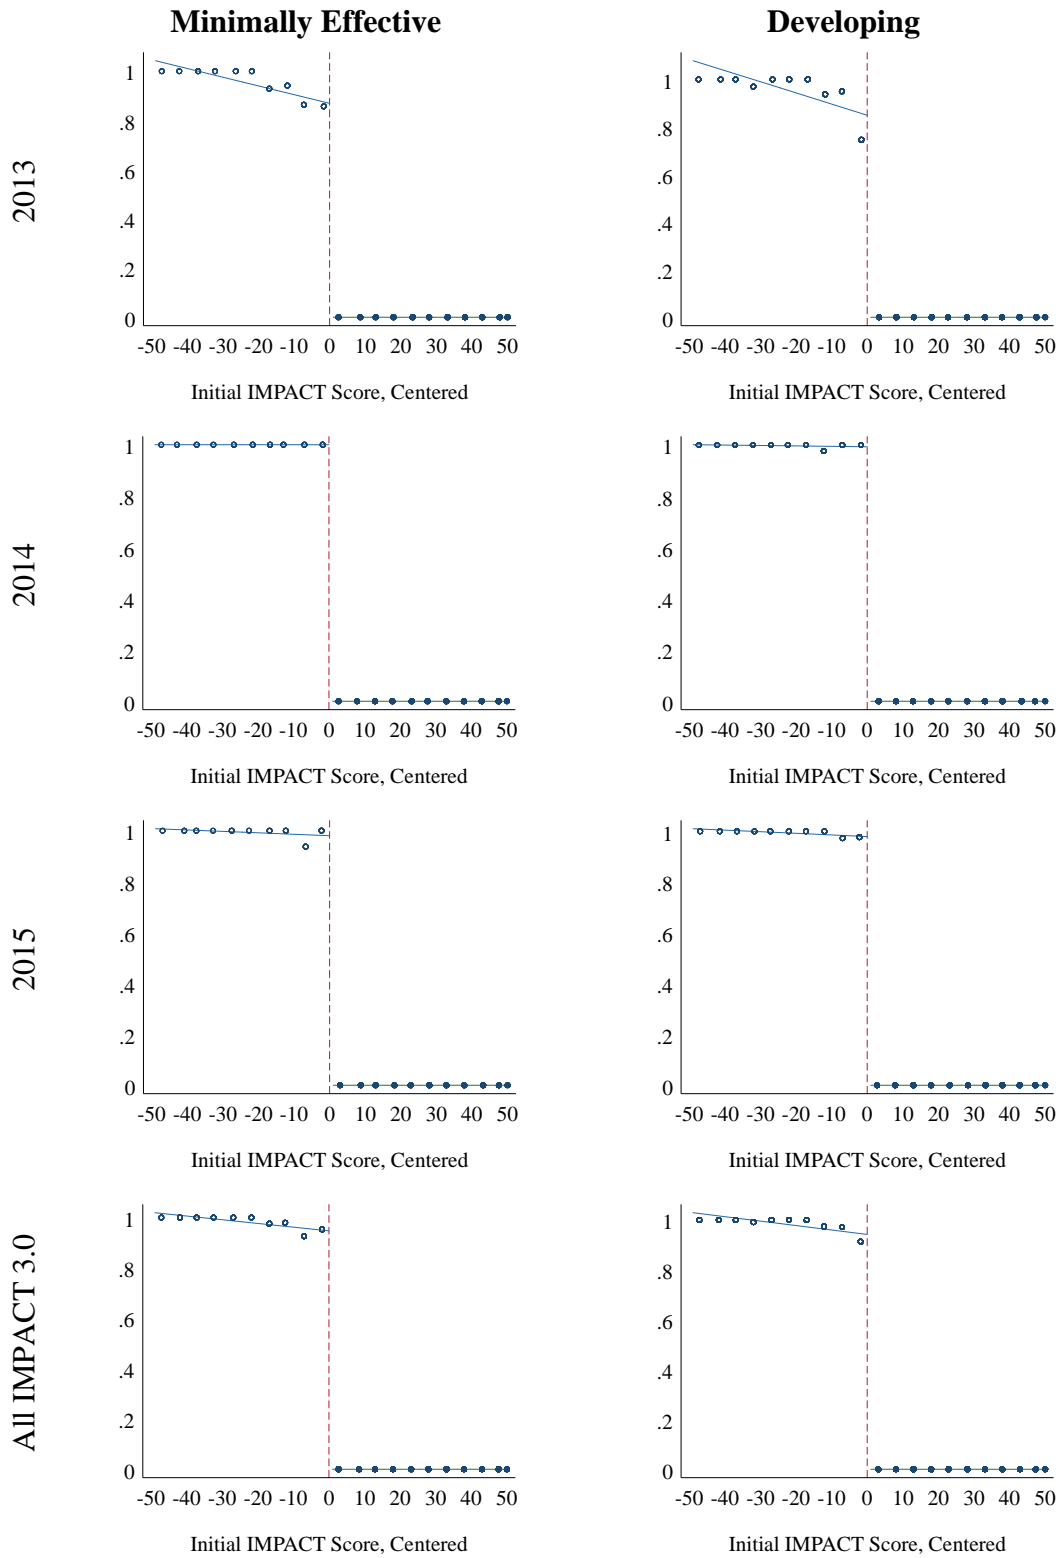 Minimally Effective Developing
2013
1 .8 .6 .4 .2 0
-50 -40 -30 -20 -10 0 10 20 30 40 50
Initial IMPACT Score, Centered
1 .8 .6 .4 .2 0
-50 -40 -30 -20 -10 0 10 20 30 40 50
Initial IMPACT Score, Centered
2014
1 .8 .6 .4 .2 0
-50 -40 -30 -20 -10 0 10 20 30 40 50
Initial IMPACT Score, Centered
1 .8 .6 .4 .2 0
-50 -40 -30 -20 -10 0 10 20 30 40 50
Initial IMPACT Score, Centered
2015
1 .8 .6 .4 .2 0
-50 -40 -30 -20 -10 0 10 20 30 40 50
Initial IMPACT Score, Centered
1 .8 .6 .4 .2 0
-50 -40 -30 -20 -10 0 10 20 30 40 50
Initial IMPACT Score, Centered
All IMPACT 3.0
1 .8 .6 .4 .2 0
-50 -40 -30 -20 -10 0 10 20 30 40 50
Initial IMPACT Score, Centered
1 .8 .6 .4 .2 0
-50 -40 -30 -20 -10 0 10 20 30 40 50
Initial IMPACT Score, Centered